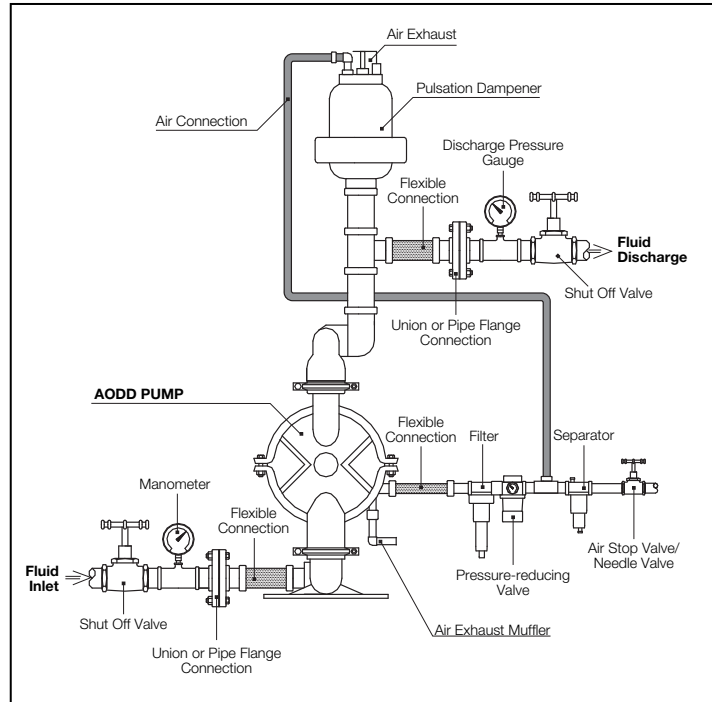 Air Exhaust
Pulsation Dampener
Air Connection
Discharge Pressure
Gauge
Flexible
Connection
Fluid
Discharge
Shut Off Valve
Union or Pipe Flange
Connection
AODD PUMP
Flexible
Connection
Filter
Separator
Manometer
Flexible
Connection
Air Stop Valve/
Needle Valve
Fluid
Inlet
Pressure-reducing
Valve
Shut Off Valve
Air Exhaust Muffler
Union or Pipe Flange
Connection